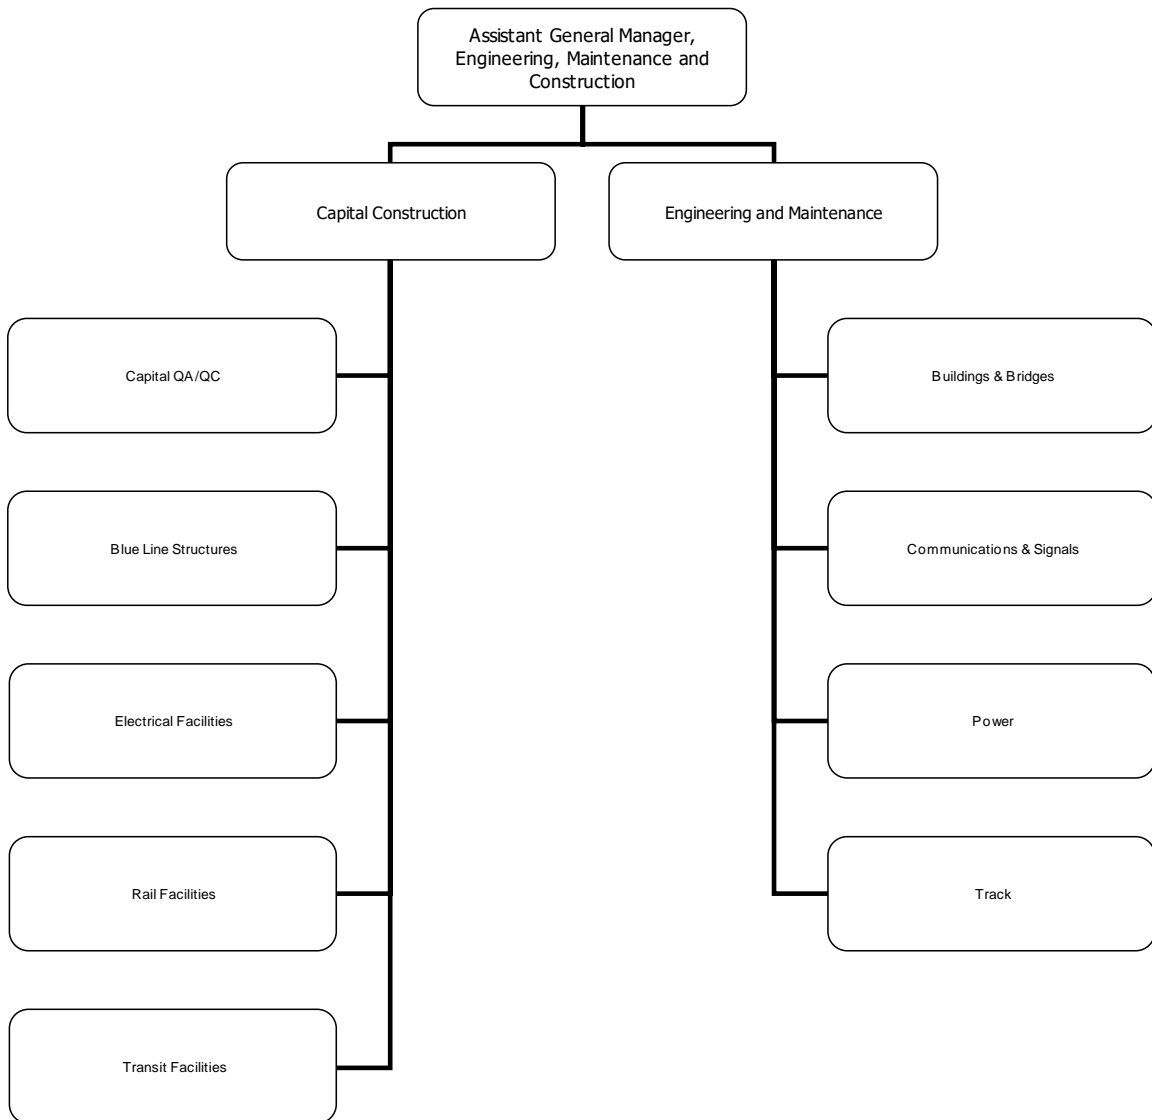 Assistant General Manager,
Engineering, Maintenance and
Construction
Capital Construction
Engineering and Maintenance
Capital QA/QC
Buildings & Bridges
Blue Line Structures
Communications & Signals
Electrical Facilities
Power
Rail Facilities
Track
Transit Facilities